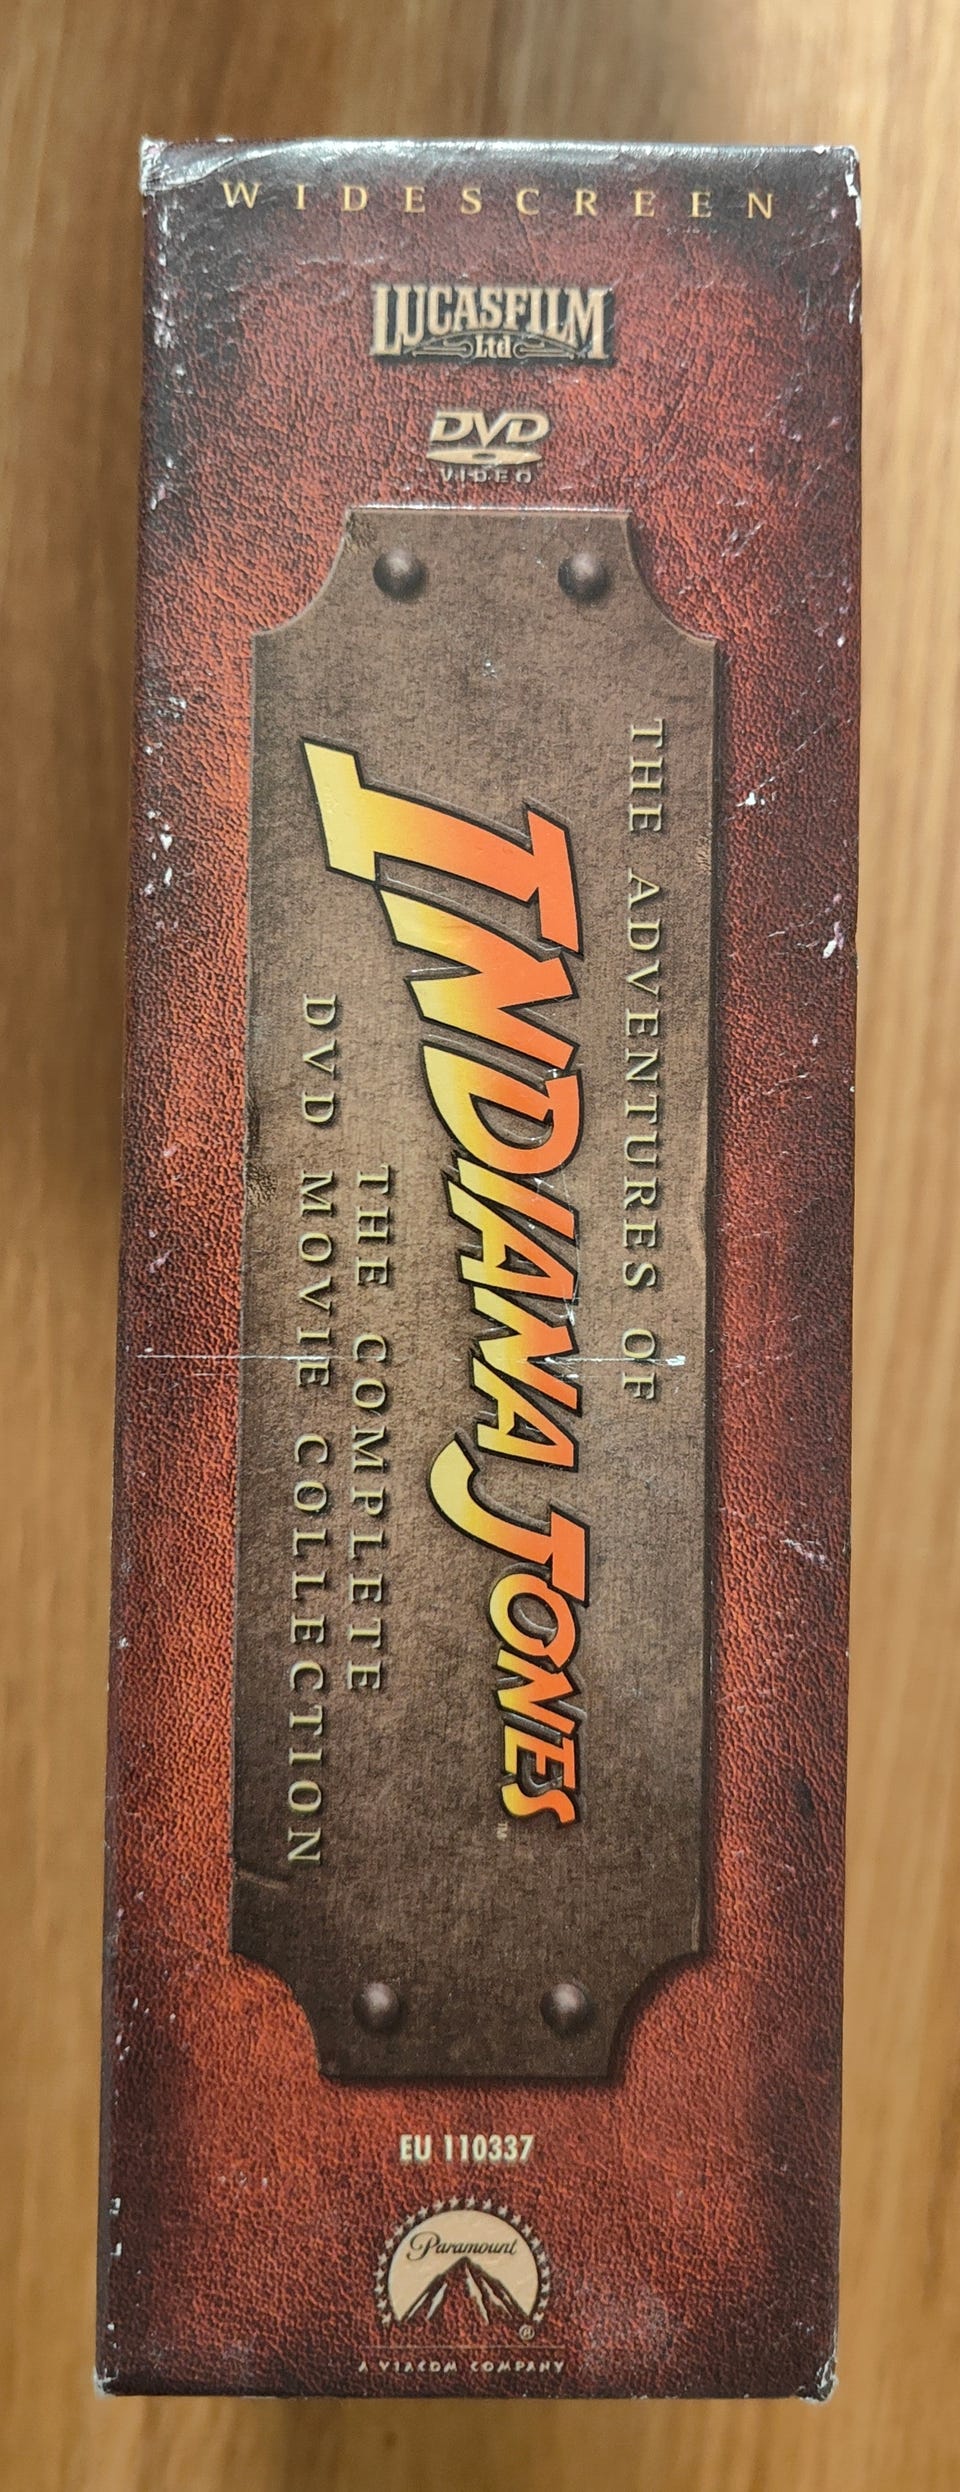 WIDESCREEN
LUCASFILM
Ltd
DVD
VIDEO
THE ADVENTURES OF
INDIANA JONES™
THE COMPLETE
DVD MOVIE COLLECTION
EU 110337
Paramount®
A VIACOM COMPANY